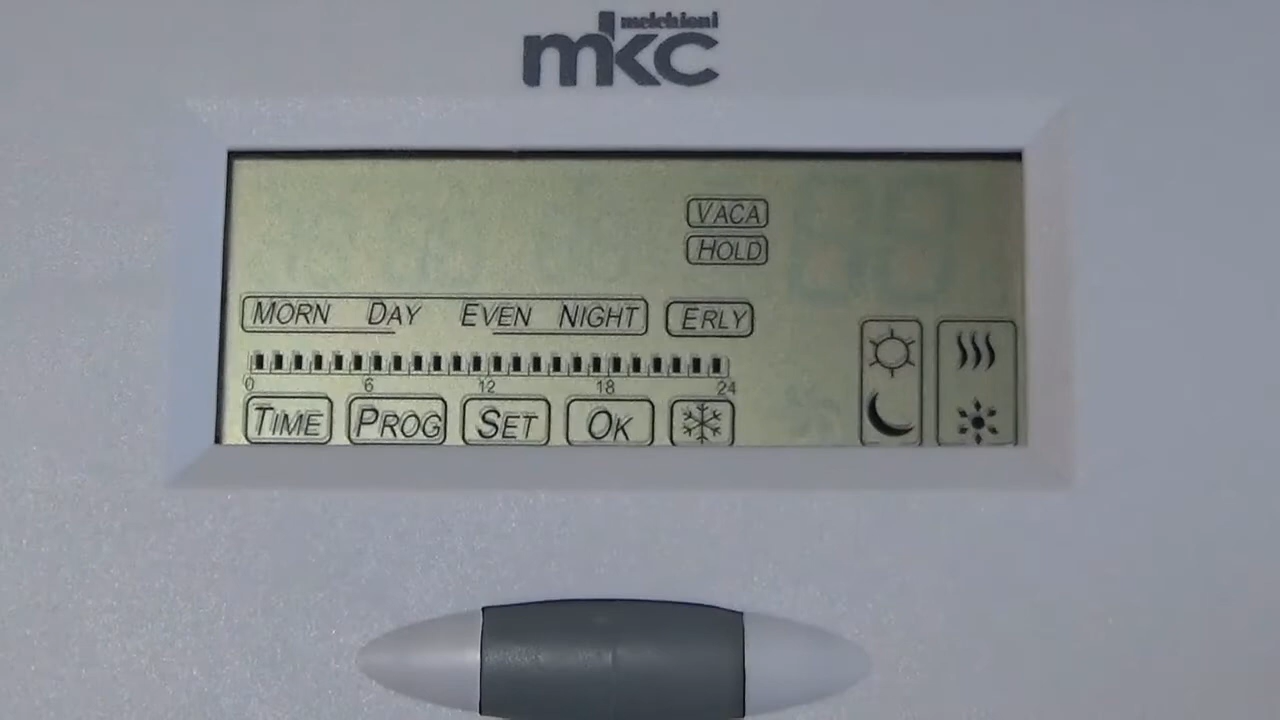 melchioni
mkc
VACA
HOLD
MORN DAY EVEN NIGHT ERLY
0 6 12 18 24
TIME PROG SET OK